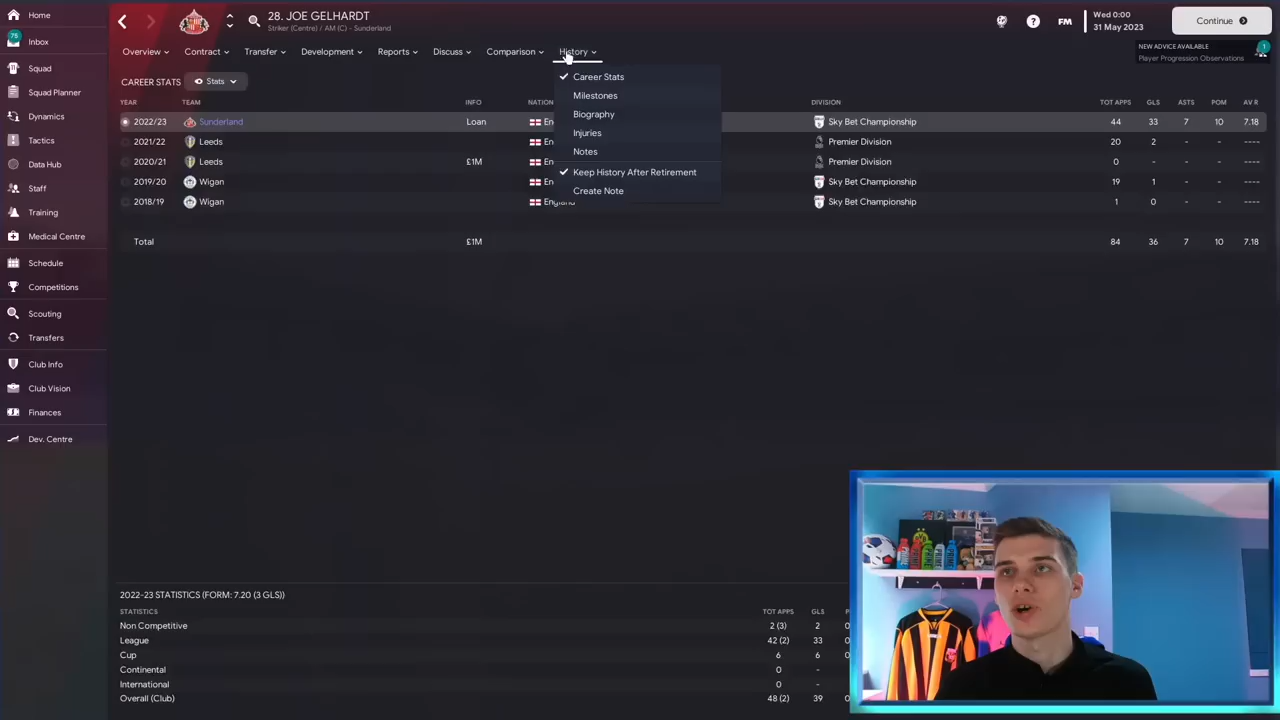 Home
28. JOE GELHARDT
Striker (Centre) / AM (C) - Sunderland
FM
Wed 0:00
31 May 2023
Continue
75
Inbox
Overview
Contract
Transfer
Development
Reports
Discuss
Comparison
History
NEW ADVICE AVAILABLE
Player Progression Observations
1
Squad
CAREER STATS
Stats
Career Stats
Squad Planner
Milestones
YEAR TEAM INFO NATION DIVISION TOT APPS GLS ASTS POM AV R
Dynamics
Biography
2022/23 Sunderland Loan En Sky Bet Championship 44 33 7 10 7.18
Injuries
Tactics
2021/22 Leeds En Premier Division 20 2 - - ----
Notes
Data Hub
2020/21 Leeds £1M En Premier Division 0 - - - ----
Keep History After Retirement
Staff
2019/20 Wigan En Sky Bet Championship 19 1 - - ----
Create Note
Training
2018/19 Wigan England Sky Bet Championship 1 0 - - ----
Medical Centre
Total £1M 84 36 7 10 7.18
Schedule
Competitions
Scouting
Transfers
Club Info
Club Vision
Finances
Dev. Centre
2022-23 STATISTICS (FORM: 7.20 (3 GLS))
STATISTICS TOT APPS GLS
Non Competitive 2 (3) 2
League 42 (2) 33
Cup 6 6
Continental 0 -
International 0 -
Overall (Club) 48 (2) 39